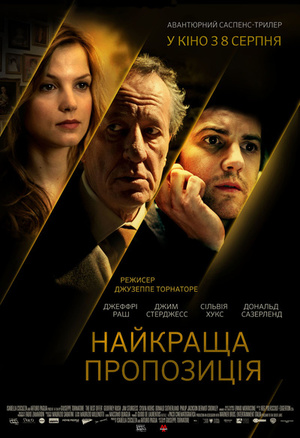 АВАНТЮРНИЙ САСПЕНС-ТРИЛЕР
У КІНО З 8 СЕРПНЯ
РЕЖИСЕР
ДЖУЗЕППЕ ТОРНАТОРЕ
ДЖЕФФРІ РАШ
ДЖИМ СТЕРДЖЕСС
СІЛЬВІЯ ХУКС
ДОНАЛЬД САЗЕРЛЕНД
НАЙКРАЩА
ПРОПОЗИЦІЯ